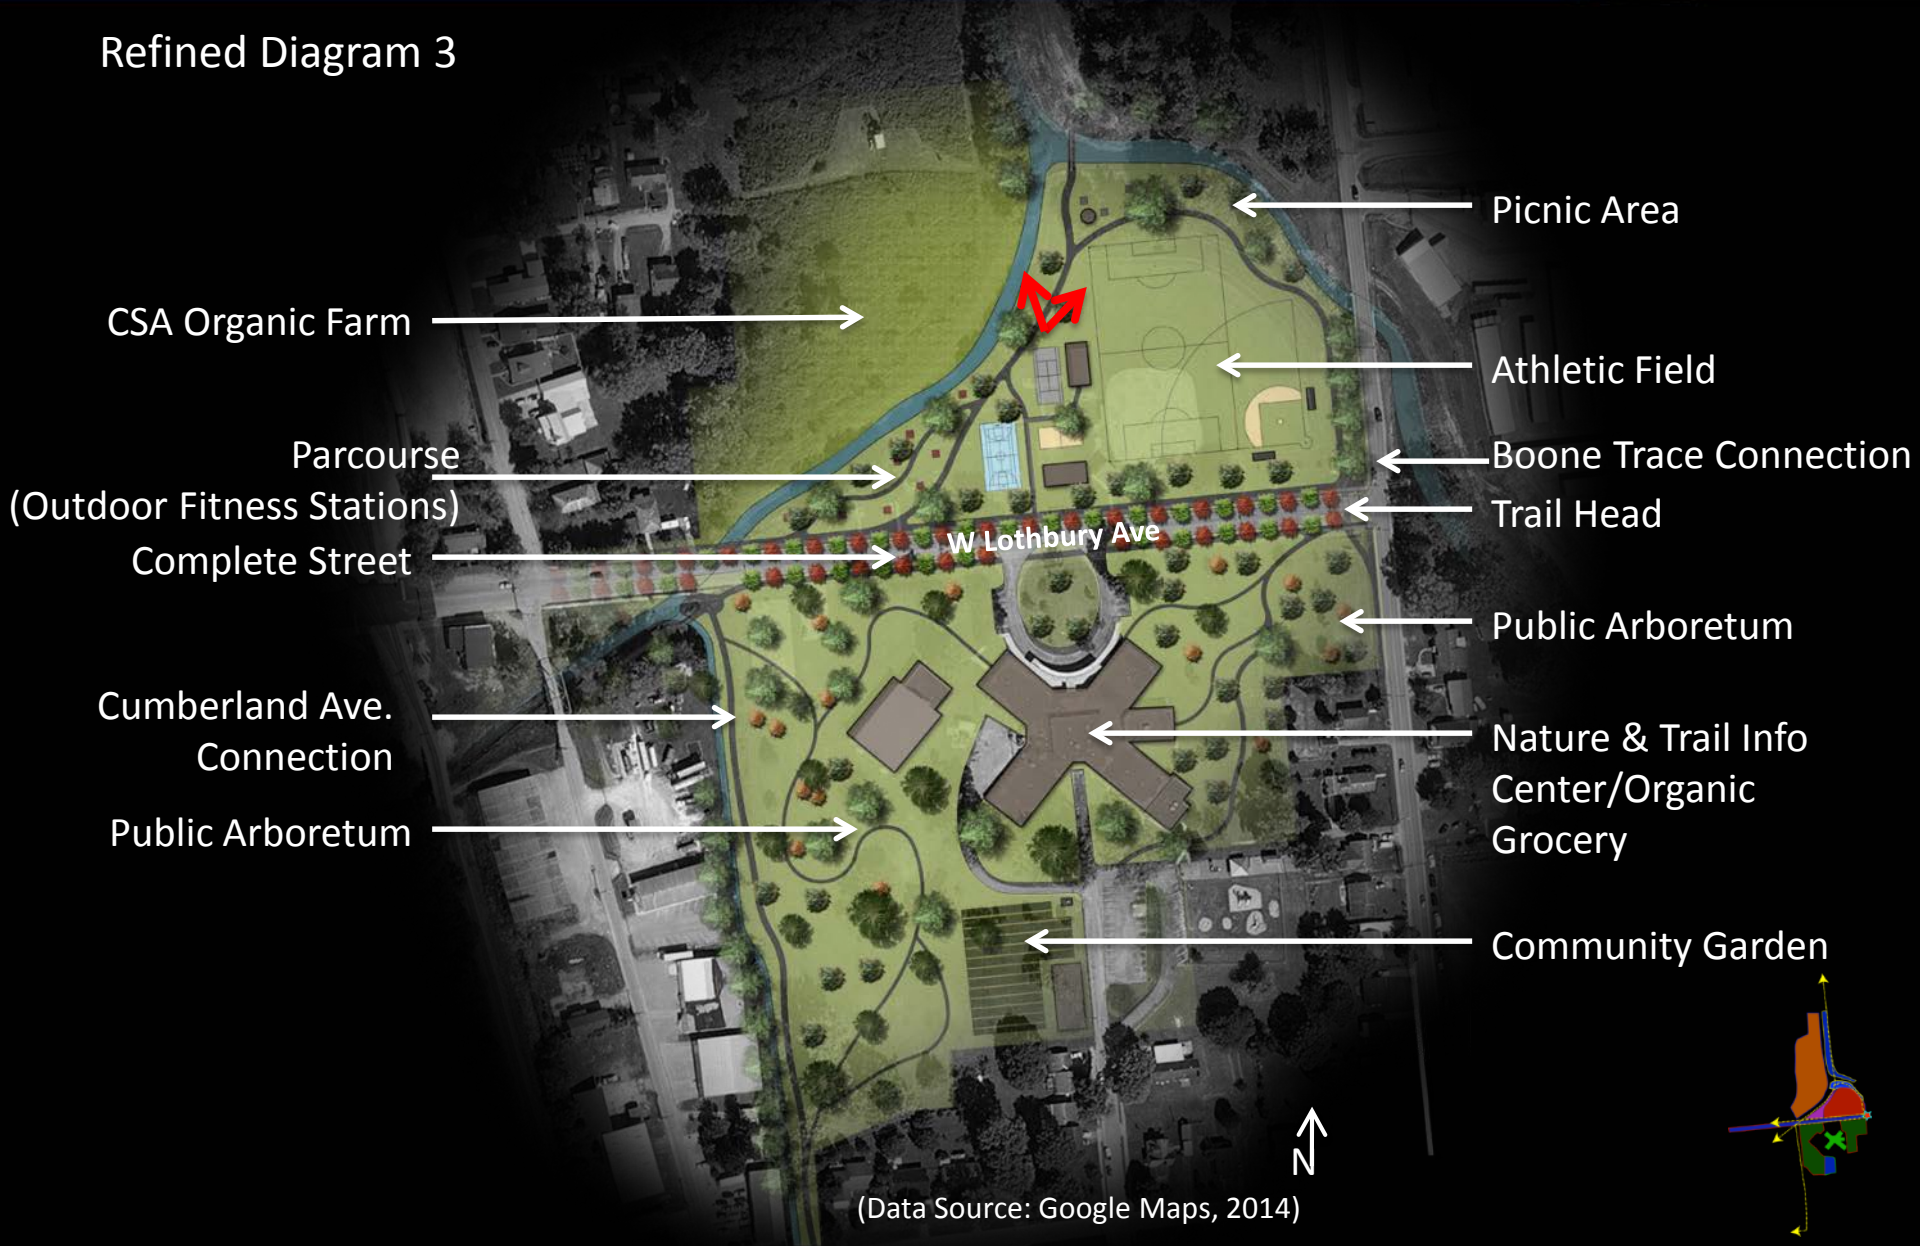 Refined Diagram 3
Picnic Area
CSA Organic Farm
Athletic Field
Parcourse
(Outdoor Fitness Stations)
Boone Trace Connection
Trail Head
W Lothbury Ave
Complete Street
Public Arboretum
Cumberland Ave.
Connection
Nature & Trail Info
Center/Organic
Grocery
Public Arboretum
Community Garden
N
(Data Source: Google Maps, 2014)